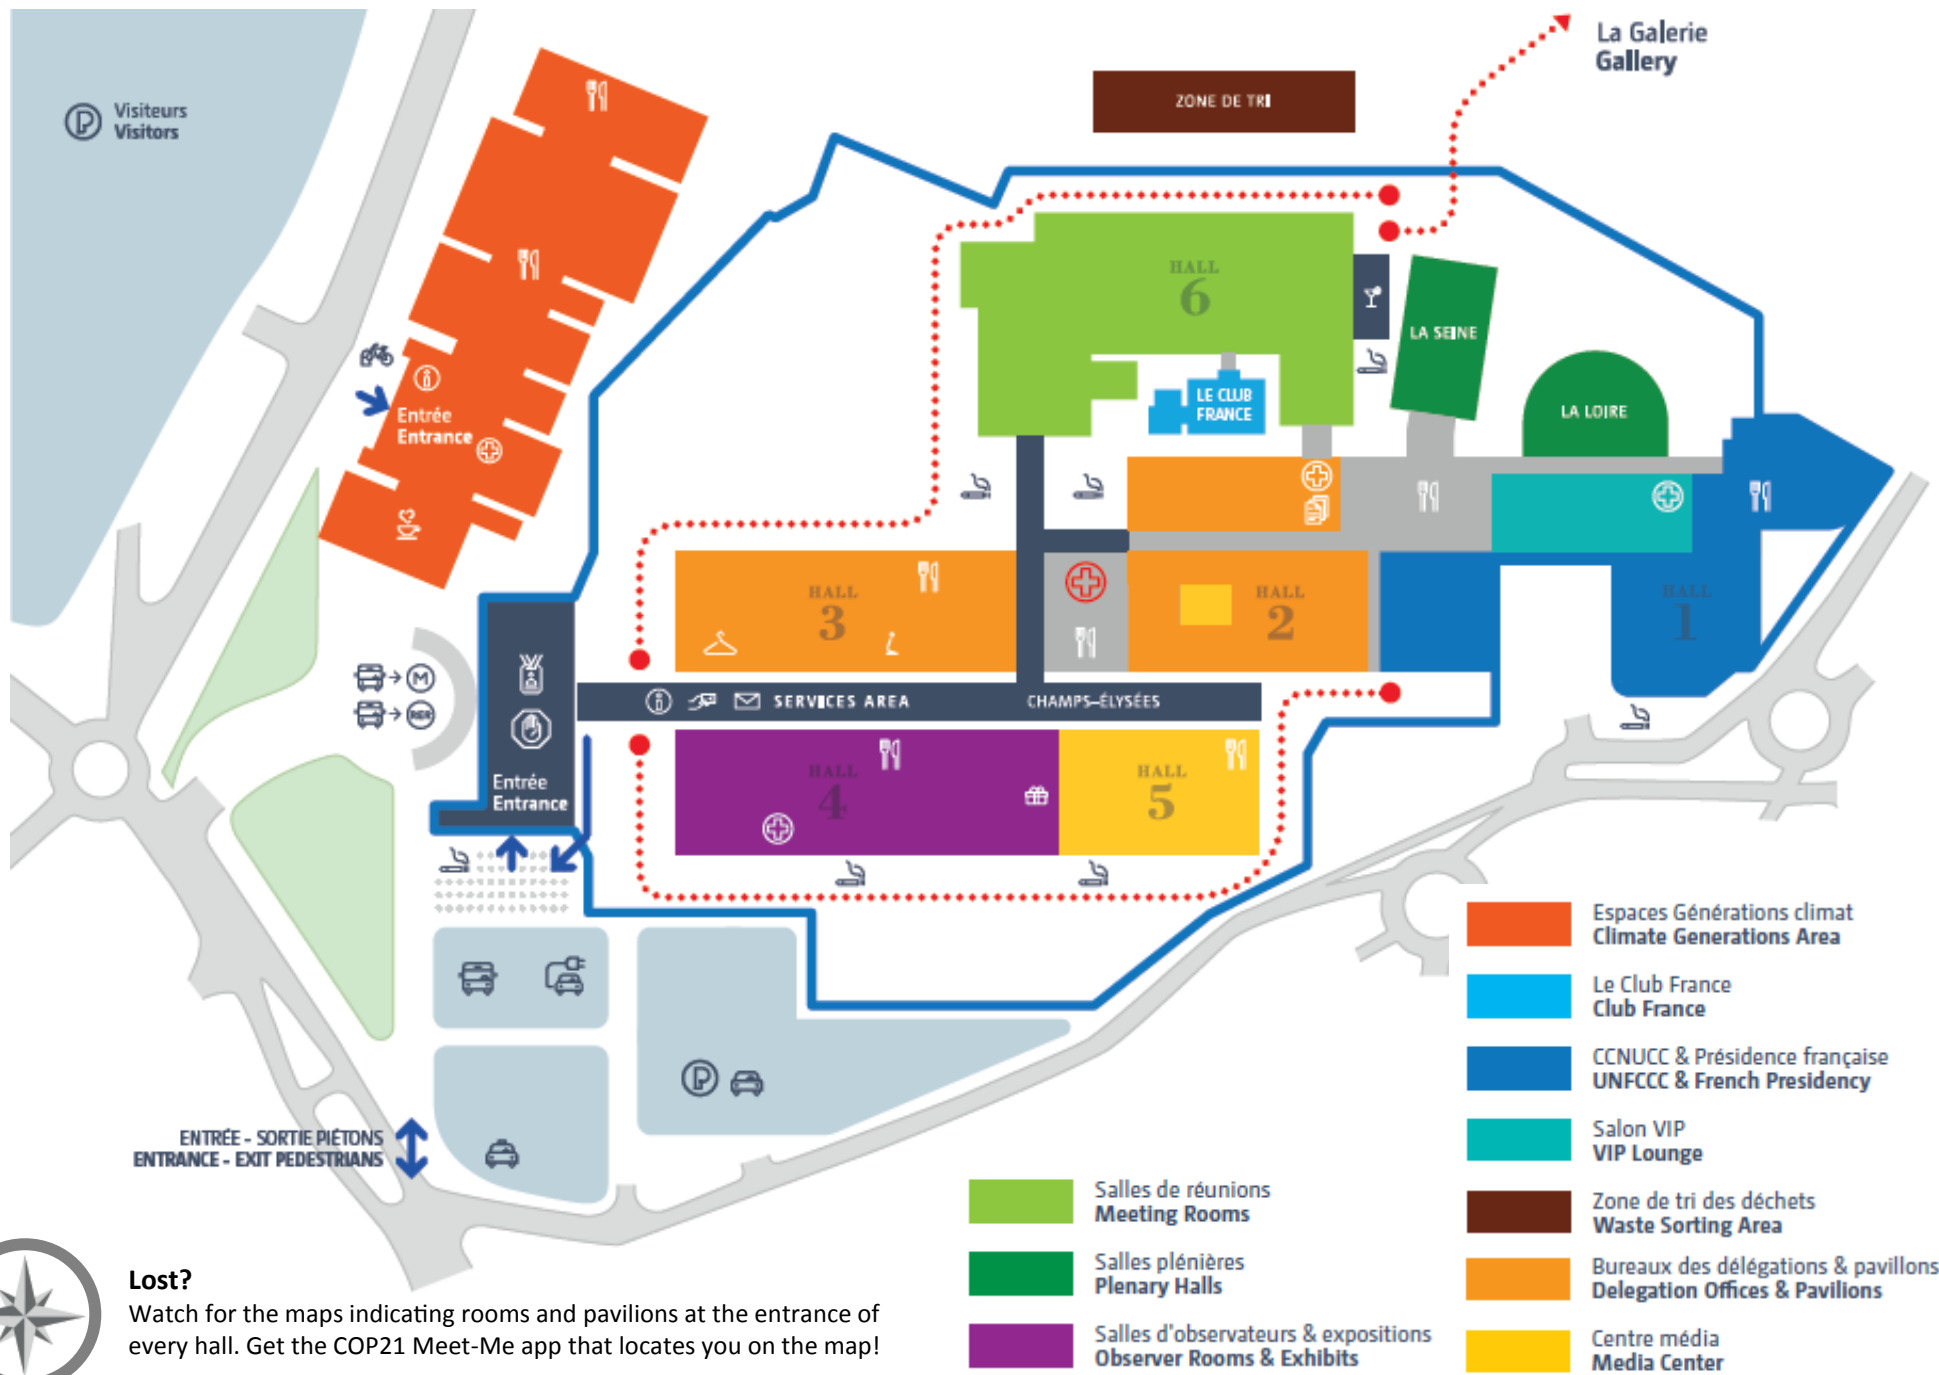 La Galerie
Gallery
ZONE DE TRI
Visiteurs
Visitors
HALL
6
LA SEINE
LE CLUB
FRANCE
LA LOIRE
Entrée
Entrance
HALL
3
HALL
2
HALL
1
M
RER
SERVICES AREA
CHAMPS-ÉLYSÉES
Entrée
Entrance
HALL
4
HALL
5
P
P
ENTRÉE - SORTIE PIÉTONS
ENTRANCE - EXIT PEDESTRIANS
Lost?
Watch for the maps indicating rooms and pavilions at the entrance of
every hall. Get the COP21 Meet-Me app that locates you on the map!
Salles de réunions
Meeting Rooms
Salles plénières
Plenary Halls
Salles d'observateurs & expositions
Observer Rooms & Exhibits
Espaces Générations climat
Climate Generations Area
Le Club France
Club France
CCNUCC & Présidence française
UNFCCC & French Presidency
Salon VIP
VIP Lounge
Zone de tri des déchets
Waste Sorting Area
Bureaux des délégations & pavillons
Delegation Offices & Pavilions
Centre média
Media Center